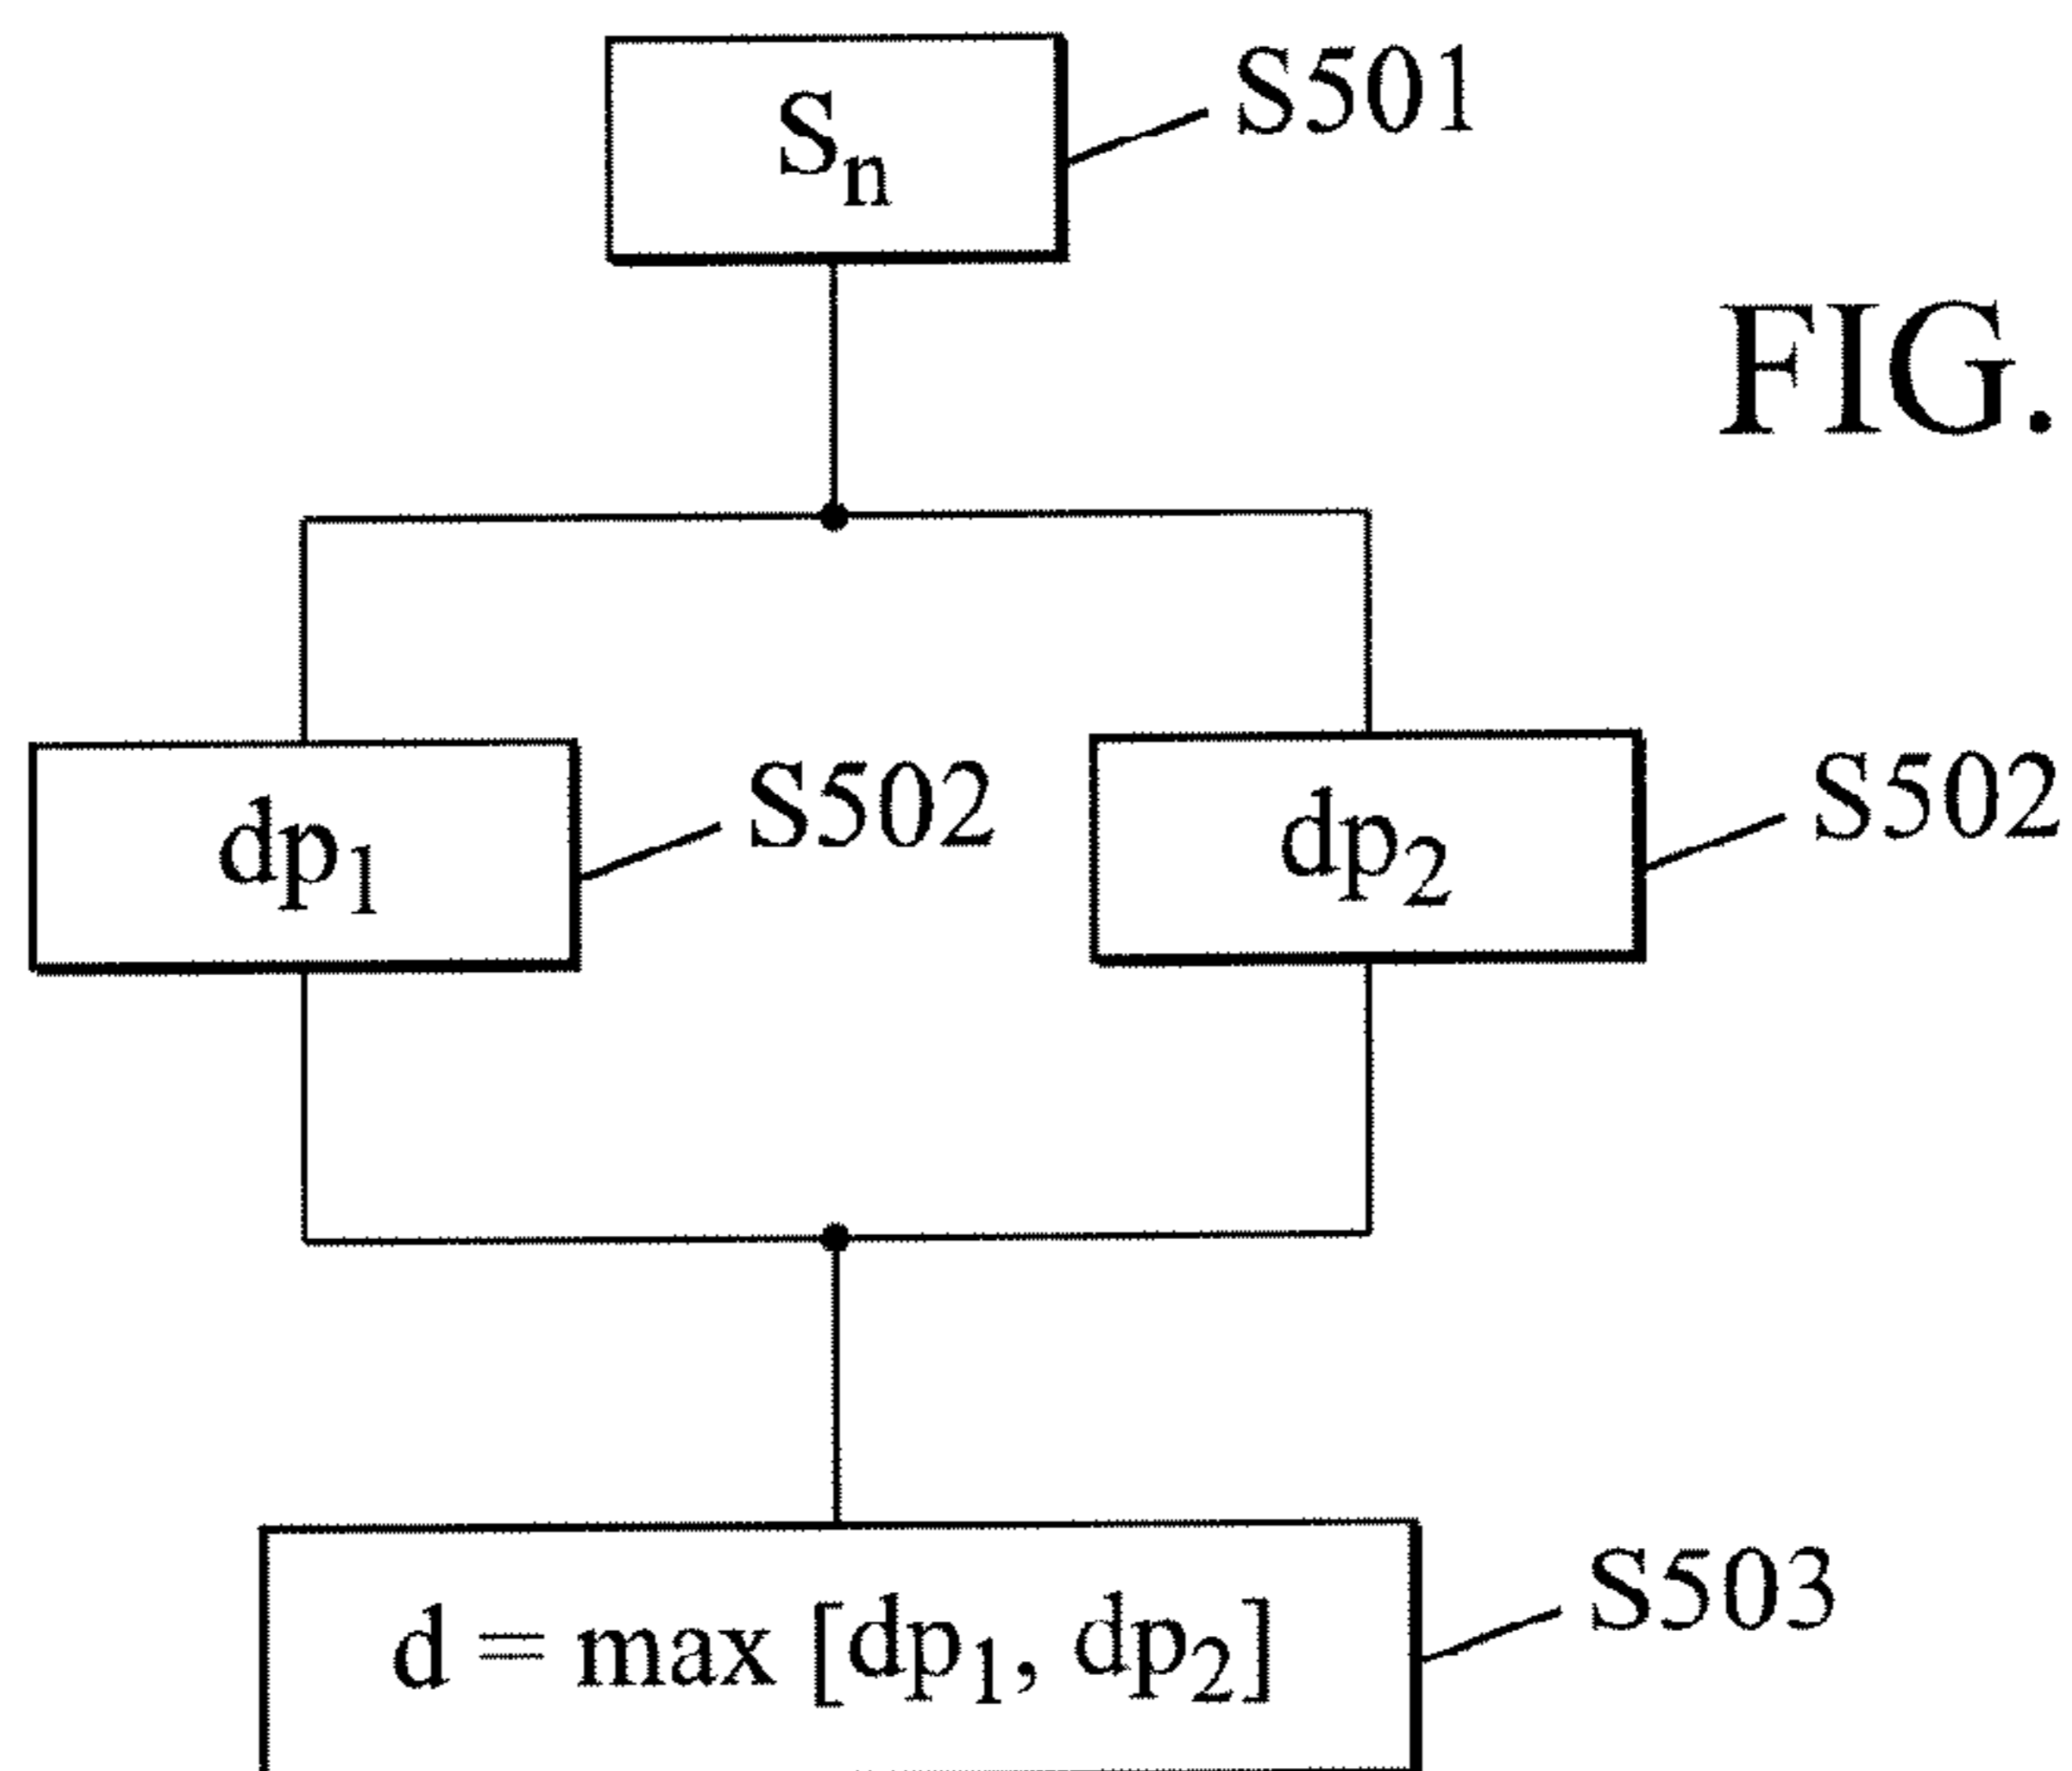 Sₙ
S501
FIG.
dp₁
S502
dp₂
S502
d = max [dp₁, dp₂]
S503